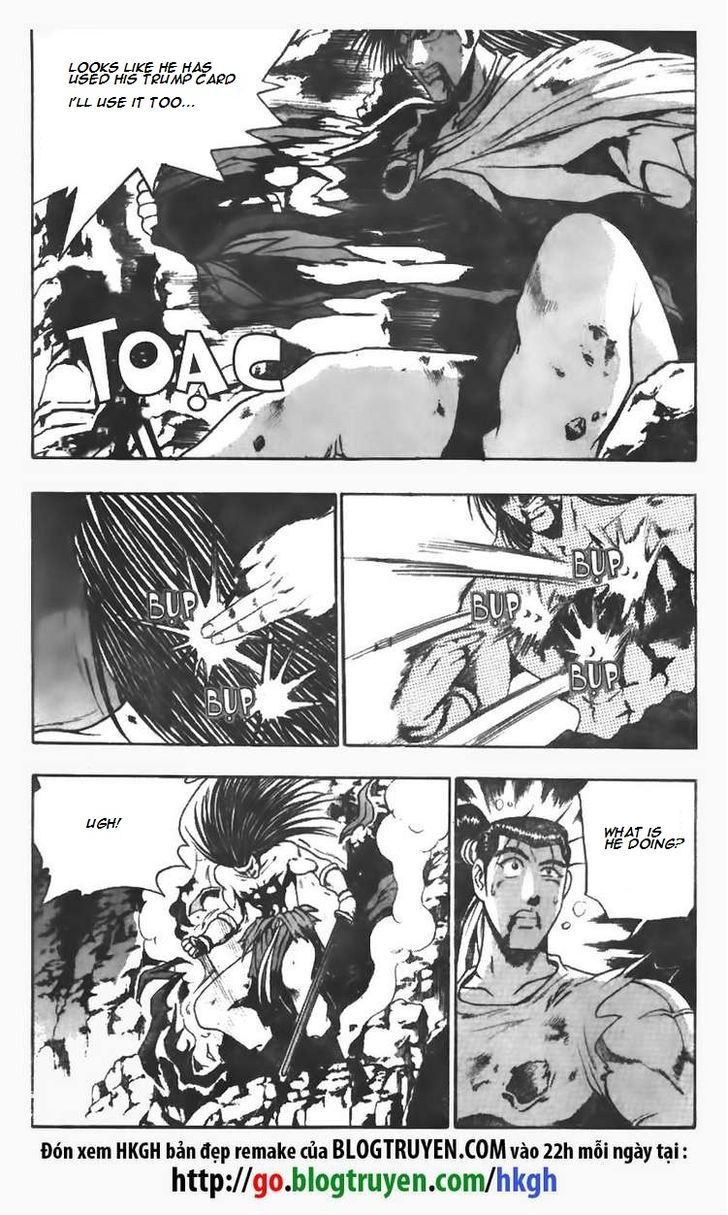 LOOKS LIKE HE HAS
USED HIS TRUMP CARD
I'LL USE IT TOO...
TOẠC
BỤP
BỤP
BỤP
BỤP
BỤP
UGH!
WHAT IS
HE DOING?
Đón xem HKGH bản đẹp remake của BLOGTRUYEN.COM vào 22h mỗi ngày tại :
http://go.blogtruyen.com/hkgh